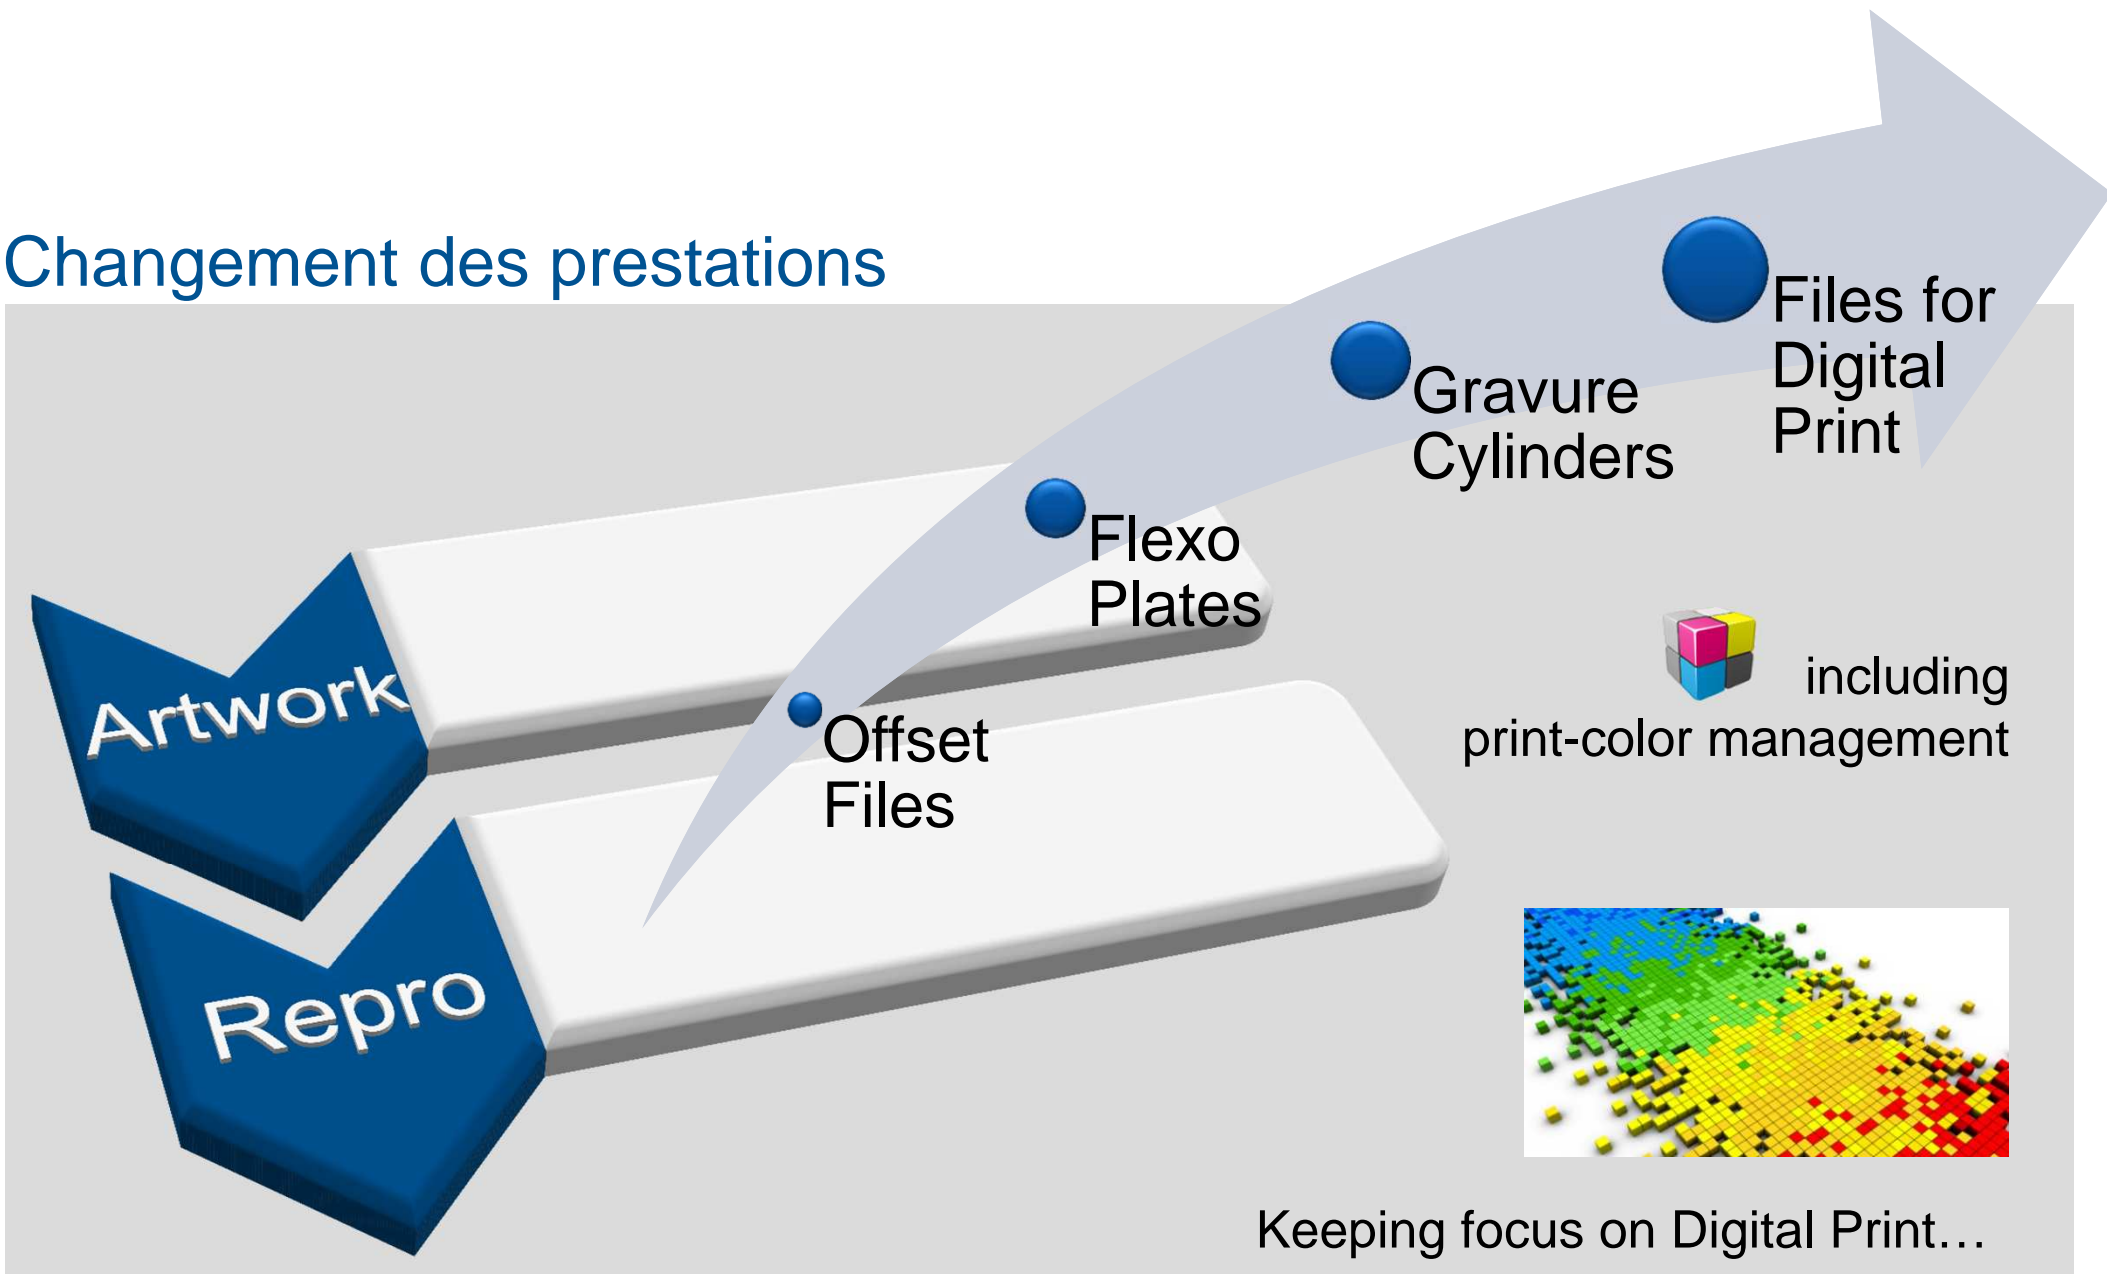 Changement des prestations
Files for
Digital
Print
Gravure
Cylinders
Flexo
Plates
Offset
Files
Artwork
Repro
including
print-color management
Keeping focus on Digital Print…